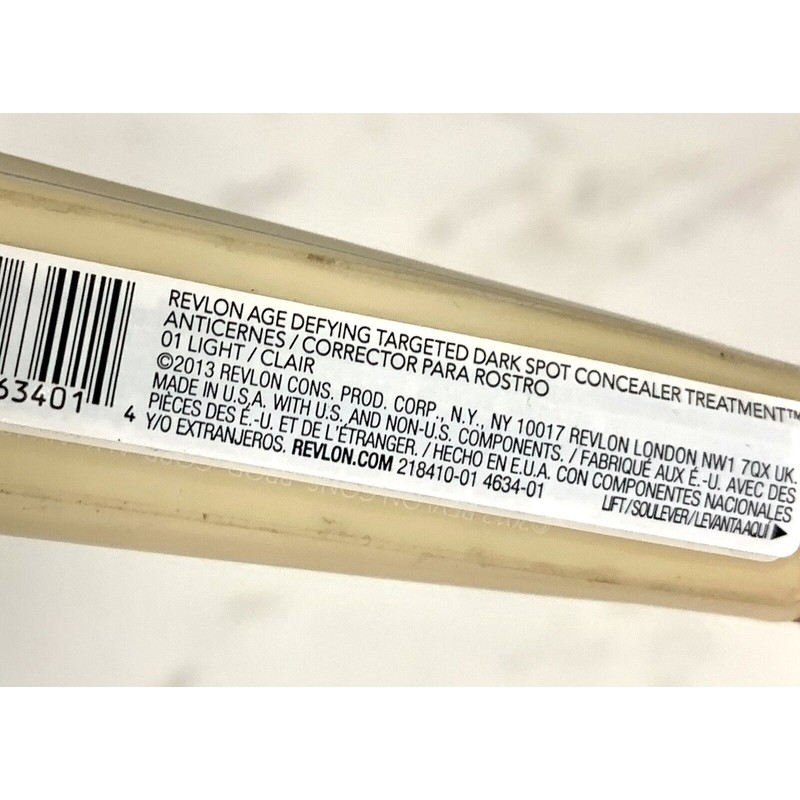 REVLON AGE DEFYING TARGETED DARK SPOT CONCEALER TREATMENT™
ANTICERNES / CORRECTOR PARA ROSTRO
01 LIGHT / CLAIR
©2013 REVLON CONS. PROD. CORP., N.Y., NY 10017 REVLON LONDON NW1 7QX UK.
MADE IN U.S.A. WITH U.S. AND NON-U.S. COMPONENTS. / FABRIQUÉ AUX É.-U. AVEC DES
PIÈCES DES É.-U. ET DE L'ÉTRANGER. / HECHO EN E.U.A. CON COMPONENTES NACIONALES
Y/O EXTRANJEROS. REVLON.COM 218410-01 4634-01
LIFT/SOULEVER/LEVANTA AQUÍ
63401 4